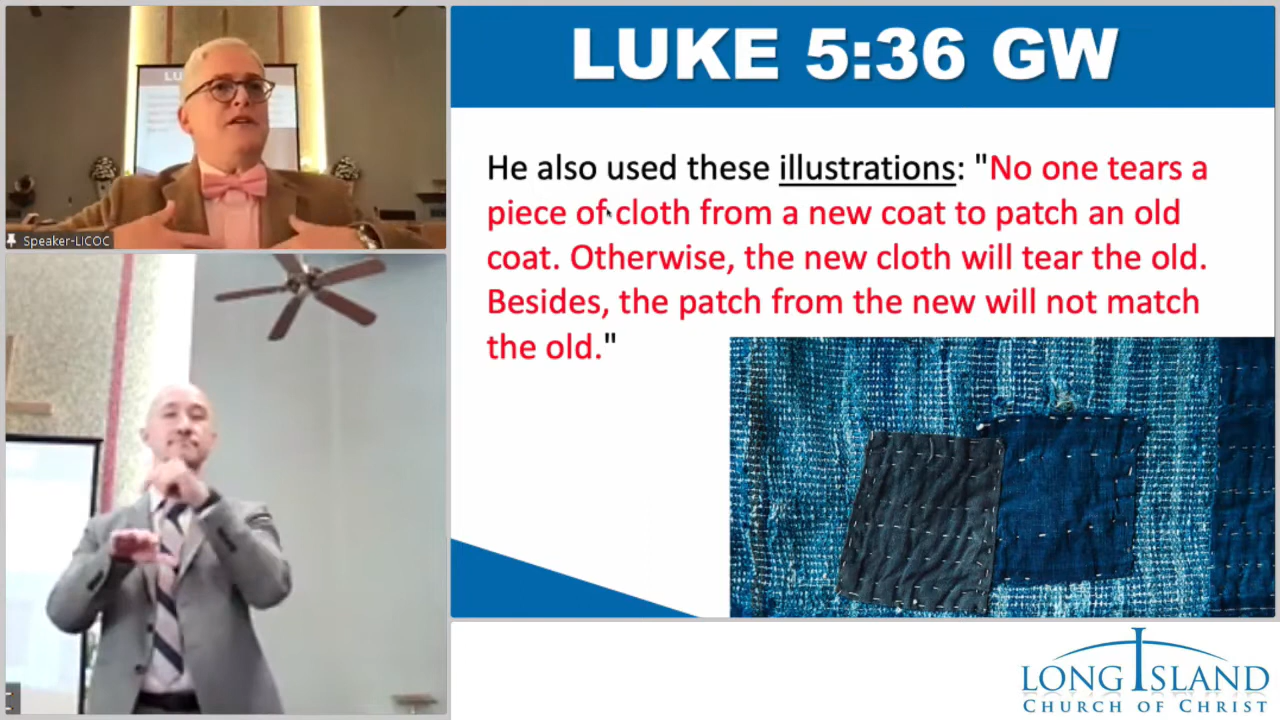 LUKE 5:36 GW
He also used these illustrations: "No one tears a
piece of cloth from a new coat to patch an old
coat. Otherwise, the new cloth will tear the old.
Besides, the patch from the new will not match
the old."
LU
Speaker-LICOC
LONG ISLAND
CHURCH OF CHRIST